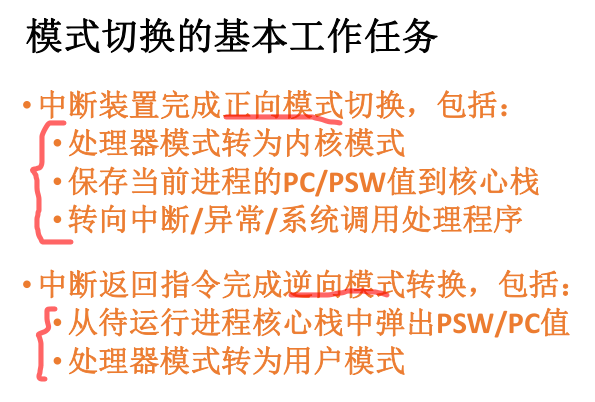 模式切换的基本工作任务
•中断装置完成正向模式切换，包括：
•处理器模式转为内核模式
•保存当前进程的PC/PSW值到核心栈
•转向中断/异常/系统调用处理程序
•中断返回指令完成逆向模式转换，包括：
•从待运行进程核心栈中弹出PSW/PC值
•处理器模式转为用户模式